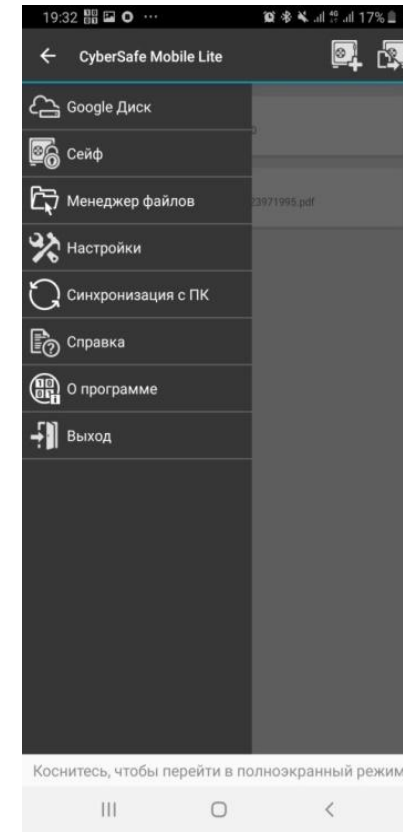 19:32
17%
CyberSafe Mobile Lite
Google Диск
Сейф
Менеджер файлов
23971995.pdf
Настройки
Синхронизация с ПК
Справка
О программе
Выход
Коснитесь, чтобы перейти в полноэкранный режим